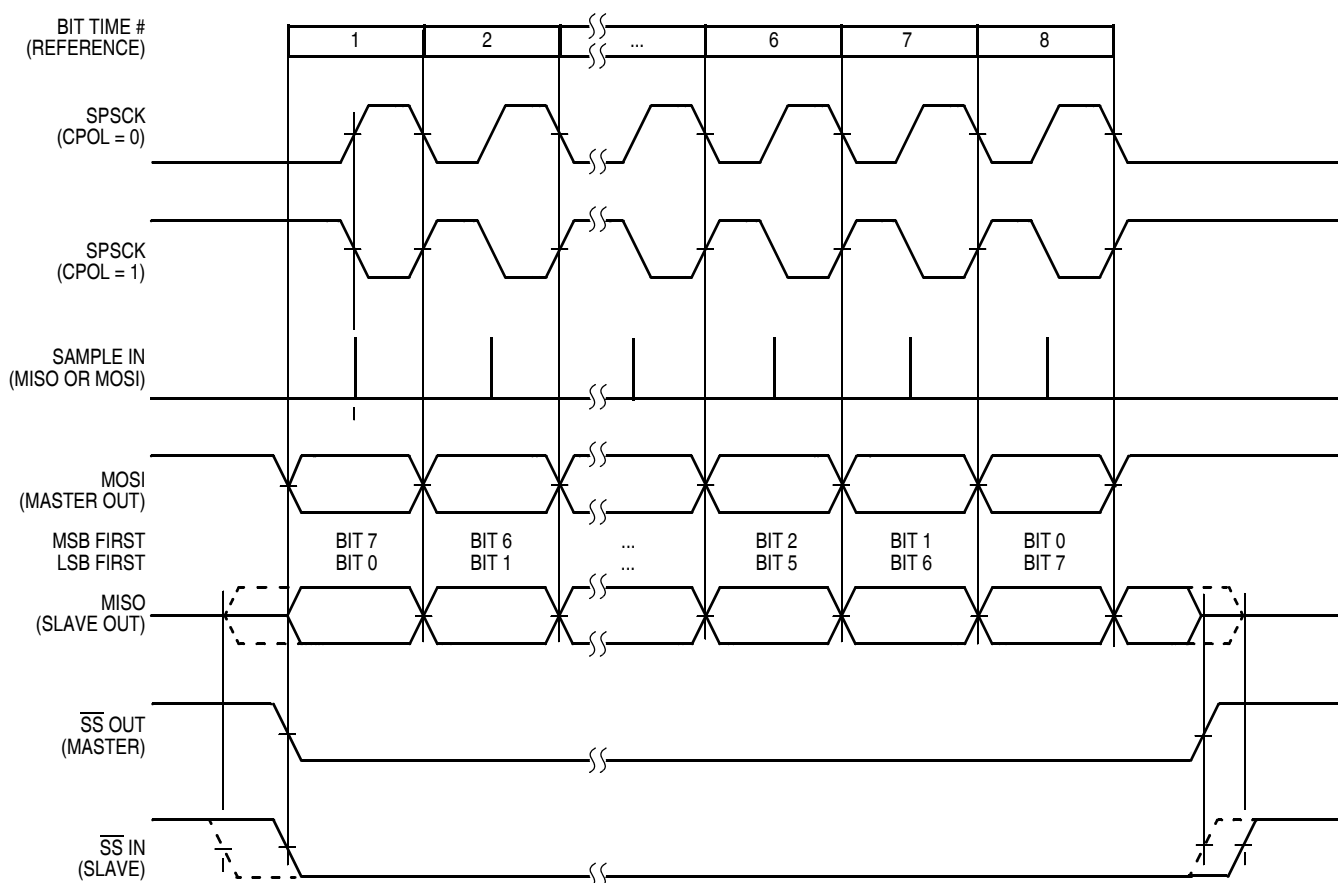 BIT TIME #
(REFERENCE)
1 2 ... 6 7 8
SPSCK
(CPOL = 0)
SPSCK
(CPOL = 1)
SAMPLE IN
(MISO OR MOSI)
MOSI
(MASTER OUT)
MSB FIRST BIT 7 BIT 6 ... BIT 2 BIT 1 BIT 0
LSB FIRST BIT 0 BIT 1 ... BIT 5 BIT 6 BIT 7
MISO
(SLAVE OUT)
S̅S̅ OUT
(MASTER)
S̅S̅ IN
(SLAVE)